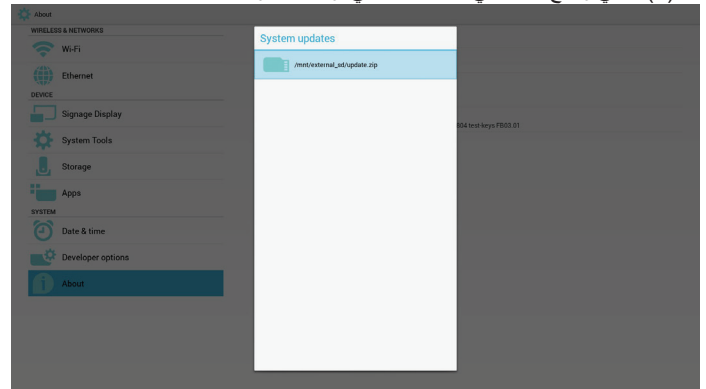 About
WIRELESS & NETWORKS
Wi-Fi
Ethernet
DEVICE
Signage Display
System Tools
Storage
Apps
SYSTEM
Date & time
Developer options
About
System updates
/mnt/external_sd/update.zip
804 test-keys FB03.01